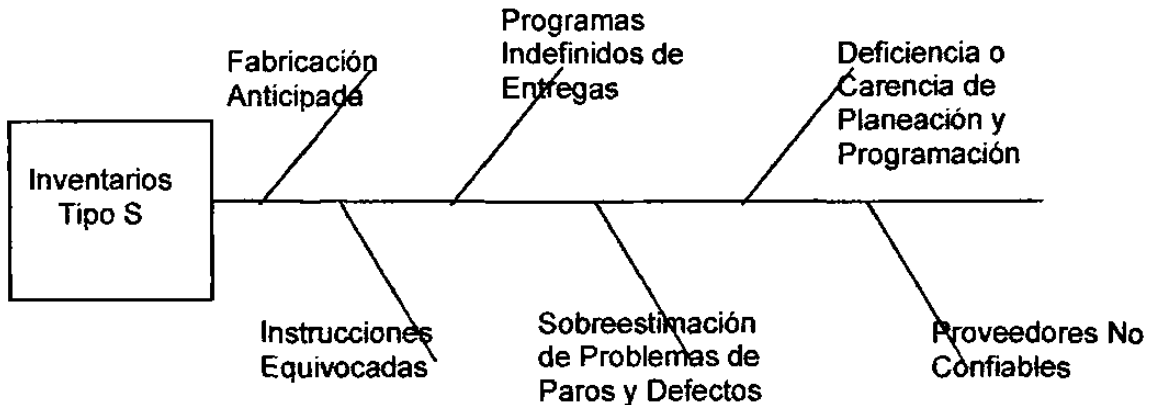 Fabricación
Anticipada
Programas
Indefinidos de
Entregas
Deficiencia o
Carencia de
Planeación y
Programación
Inventarios
Tipo S
Instrucciones
Equivocadas
Sobreestimación
de Problemas de
Paros y Defectos
Proveedores No
Confiables